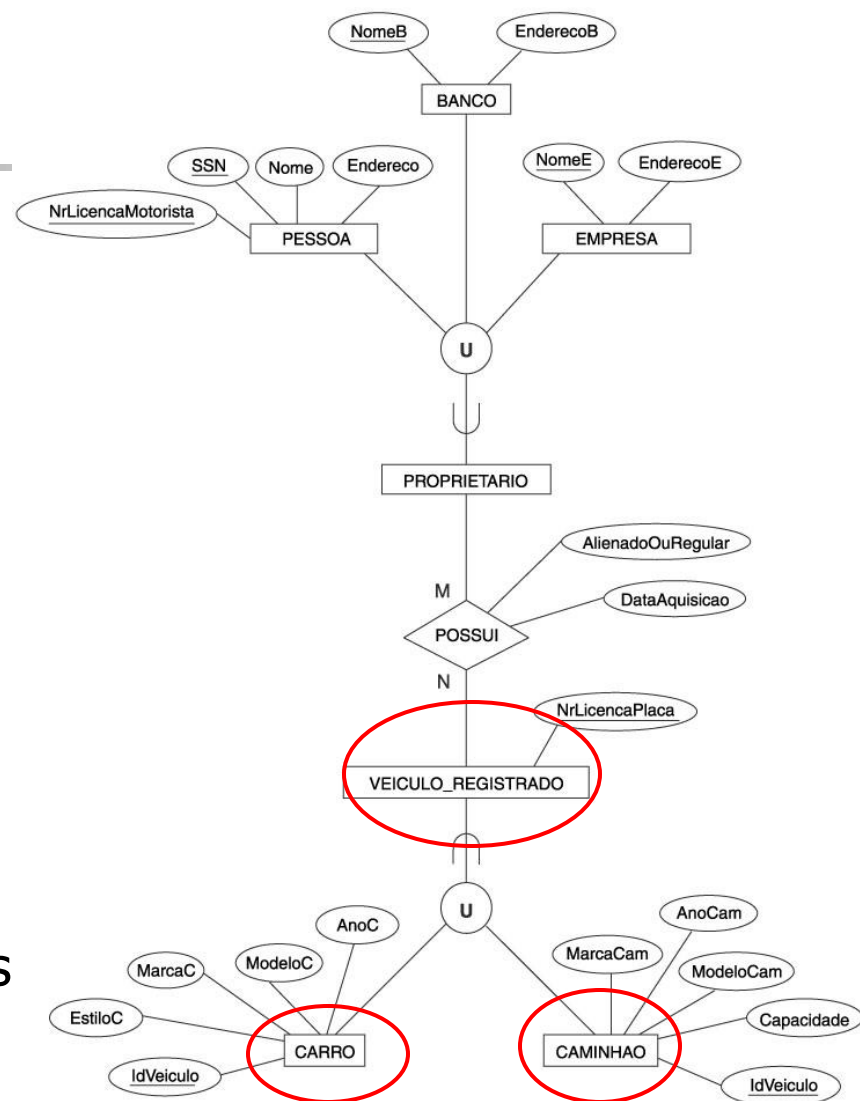 NomeB
EnderecoB
BANCO
SSN
Nome
Endereco
NomeE
EnderecoE
NrLicencaMotorista
PESSOA
EMPRESA
U
PROPRIETARIO
AlienadoOuRegular
M
DataAquisicao
POSSUI
N
NrLicencaPlaca
VEICULO_REGISTRADO
U
AnoC
AnoCam
MarcaCam
ModeloC
MarcaC
ModeloCam
s
EstiloC
Capacidade
CARRO
CAMINHAO
IdVeiculo
IdVeiculo